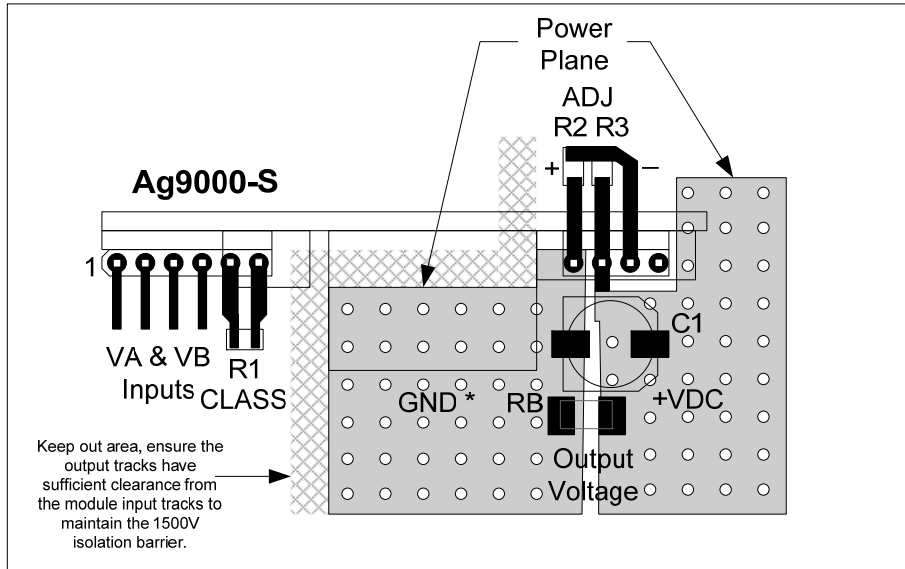 Power
Plane
ADJ
R2 R3
+
–
Ag9000-S
1
VA & VB
Inputs
R1
CLASS
C1
GND *
RB
+VDC
Output
Voltage
Keep out area, ensure the
output tracks have
sufficient clearance from
the module input tracks to
maintain the 1500V
isolation barrier.